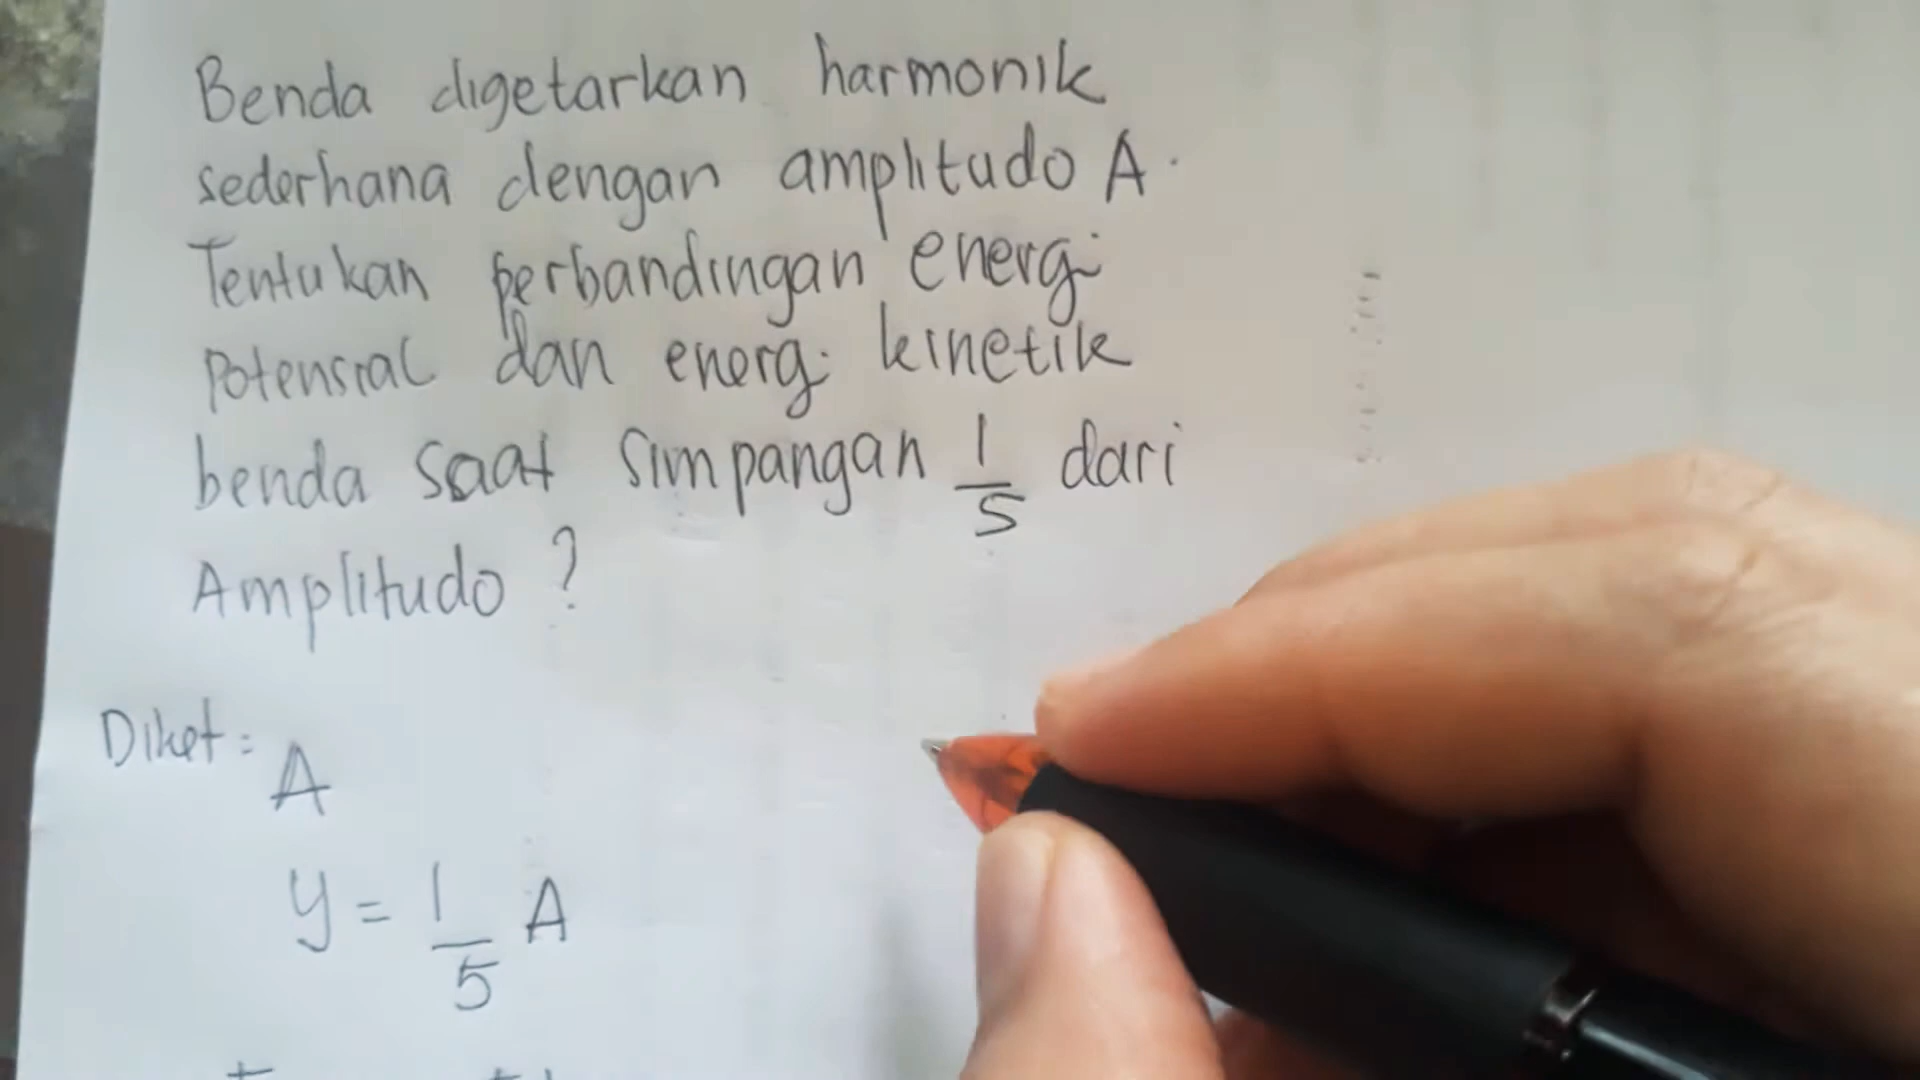 Benda digetarkan harmonik
sederhana dengan amplitudo A.
Tentukan perbandingan energi
potensial dan energi kinetik
benda saat simpangan 1/5 dari
Amplitudo ?
Diket :
A
y = 1/5 A